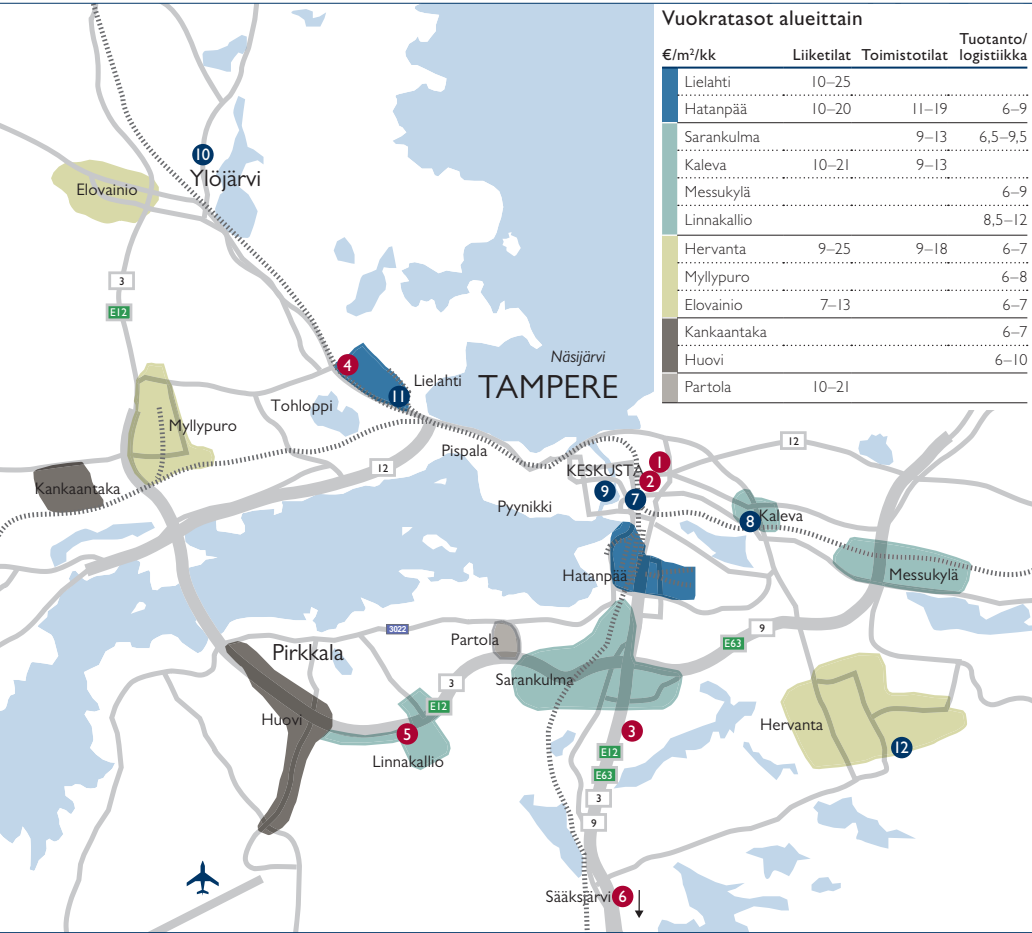 Vuokratasot alueittain
€/m²/kk Liiketilat Toimistotilat Tuotanto/logistiikka
Lielahti 10–25
Hatanpää 10–20 11–19 6–9
Sarankulma 9–13 6,5–9,5
Kaleva 10–21 9–13
Messukylä 6–9
Linnakallio 8,5–12
Hervanta 9–25 9–18 6–7
Myllypuro 6–8
Elovainio 7–13 6–7
Kankaantaka 6–7
Huovi 6–10
Partola 10–21
10
Ylöjärvi
Elovainio
3
E12
Näsijärvi
TAMPERE
4
Lielahti
11
Tohloppi
Myllypuro
Pispala
12
12
KESKUSTA
1
2
Kankaantaka
9
7
Pyynikki
8
Kaleva
Hatanpää
Messukylä
3022
9
E63
Partola
Pirkkala
Sarankulma
3
E12
Huovi
5
Linnakallio
3
Hervanta
12
E12
E63
3
9
Sääksjärvi
6